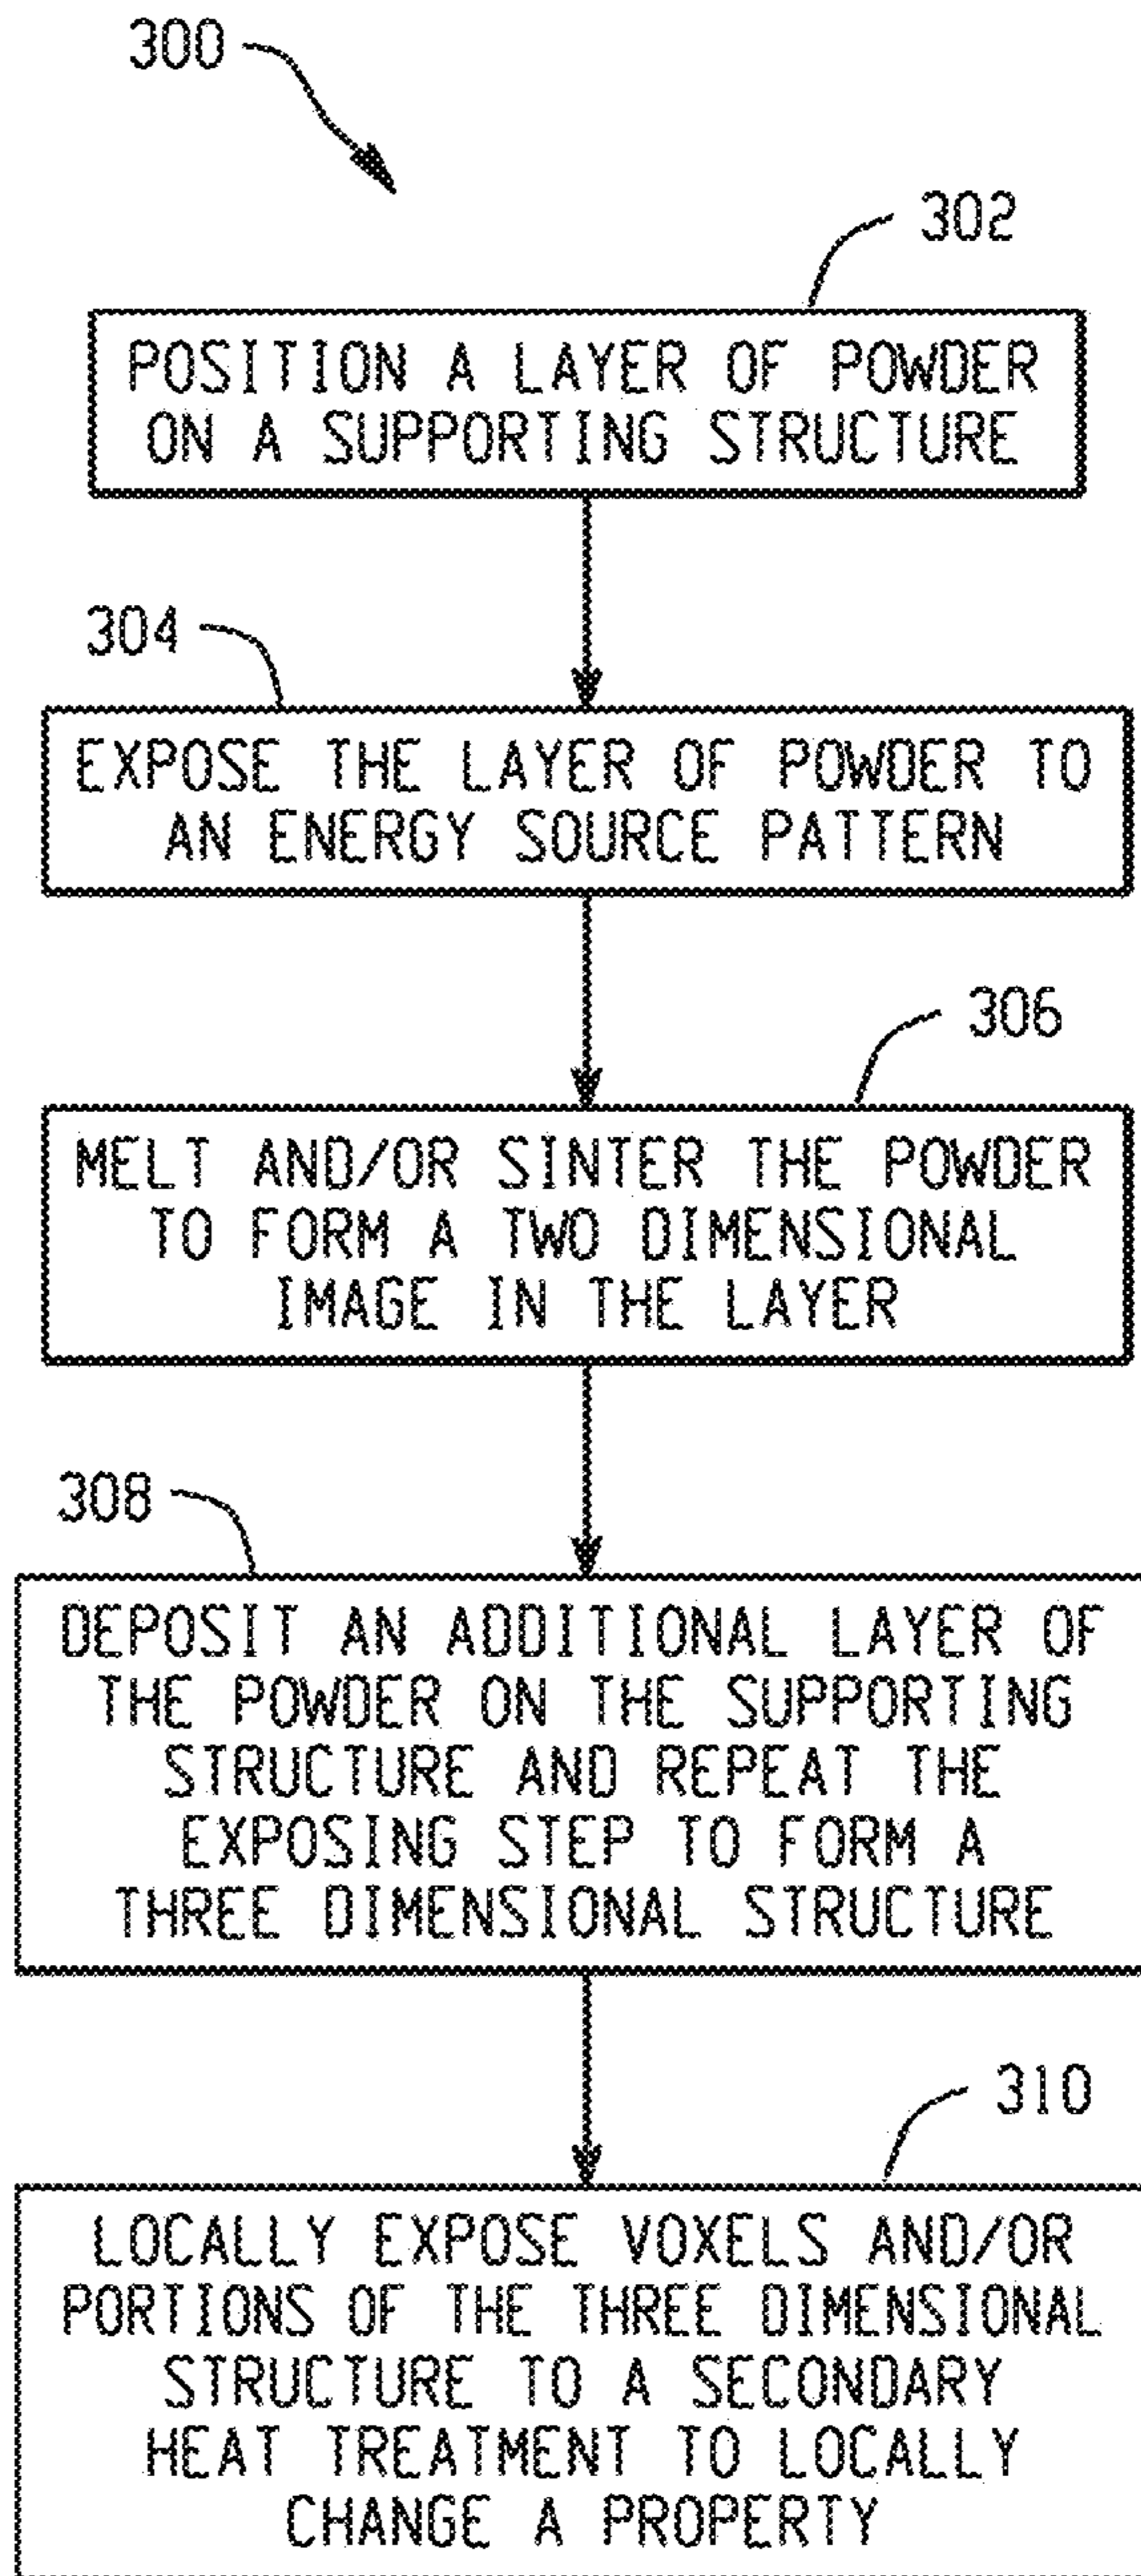 300
302
POSITION A LAYER OF POWDER
ON A SUPPORTING STRUCTURE
304
EXPOSE THE LAYER OF POWDER TO
AN ENERGY SOURCE PATTERN
306
MELT AND/OR SINTER THE POWDER
TO FORM A TWO DIMENSIONAL
IMAGE IN THE LAYER
308
DEPOSIT AN ADDITIONAL LAYER OF
THE POWDER ON THE SUPPORTING
STRUCTURE AND REPEAT THE
EXPOSING STEP TO FORM A
THREE DIMENSIONAL STRUCTURE
310
LOCALLY EXPOSE VOXELS AND/OR
PORTIONS OF THE THREE DIMENSIONAL
STRUCTURE TO A SECONDARY
HEAT TREATMENT TO LOCALLY
CHANGE A PROPERTY